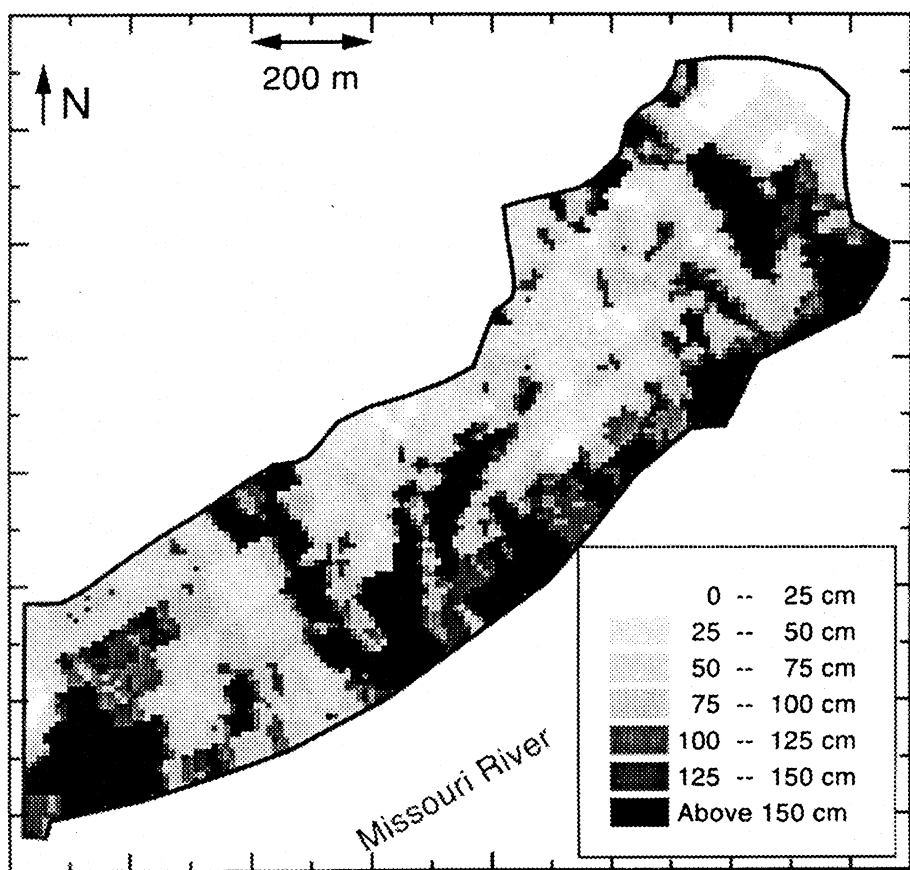 200 m
N
0 -- 25 cm
25 -- 50 cm
50 -- 75 cm
75 -- 100 cm
100 -- 125 cm
125 -- 150 cm
Above 150 cm
Missouri River